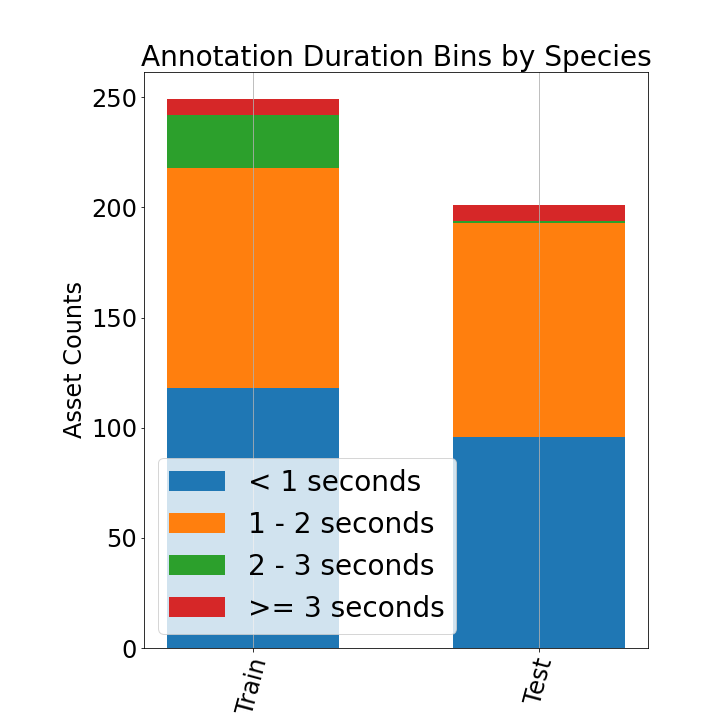 Annotation Duration Bins by Species
Asset Counts
250
200
150
100
50
0
< 1 seconds
1 - 2 seconds
2 - 3 seconds
>= 3 seconds
Train
Test